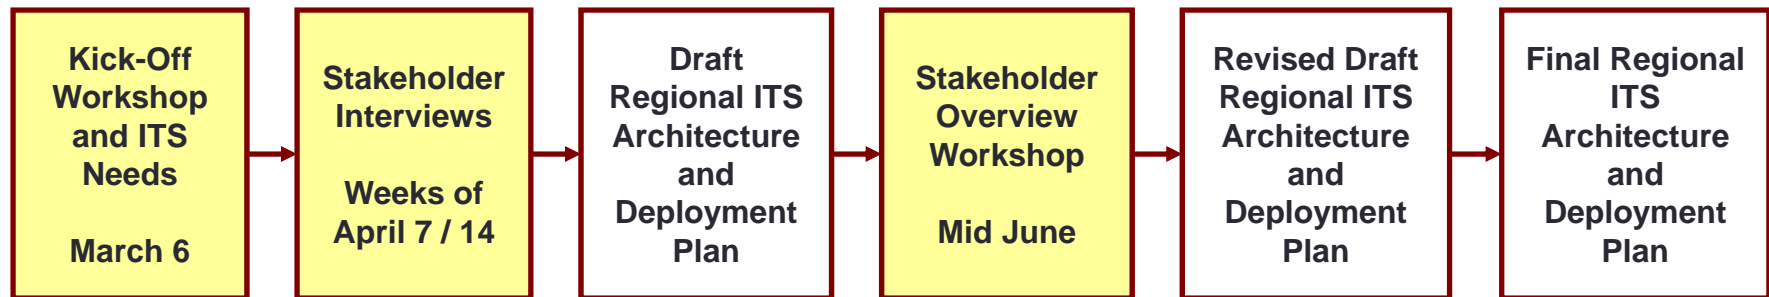 Kick-Off
Workshop
and ITS
Needs
March 6
Stakeholder
Interviews
Weeks of
April 7 / 14
Draft
Regional ITS
Architecture
and
Deployment
Plan
Stakeholder
Overview
Workshop
Mid June
Revised Draft
Regional ITS
Architecture
and
Deployment
Plan
Final Regional
ITS
Architecture
and
Deployment
Plan